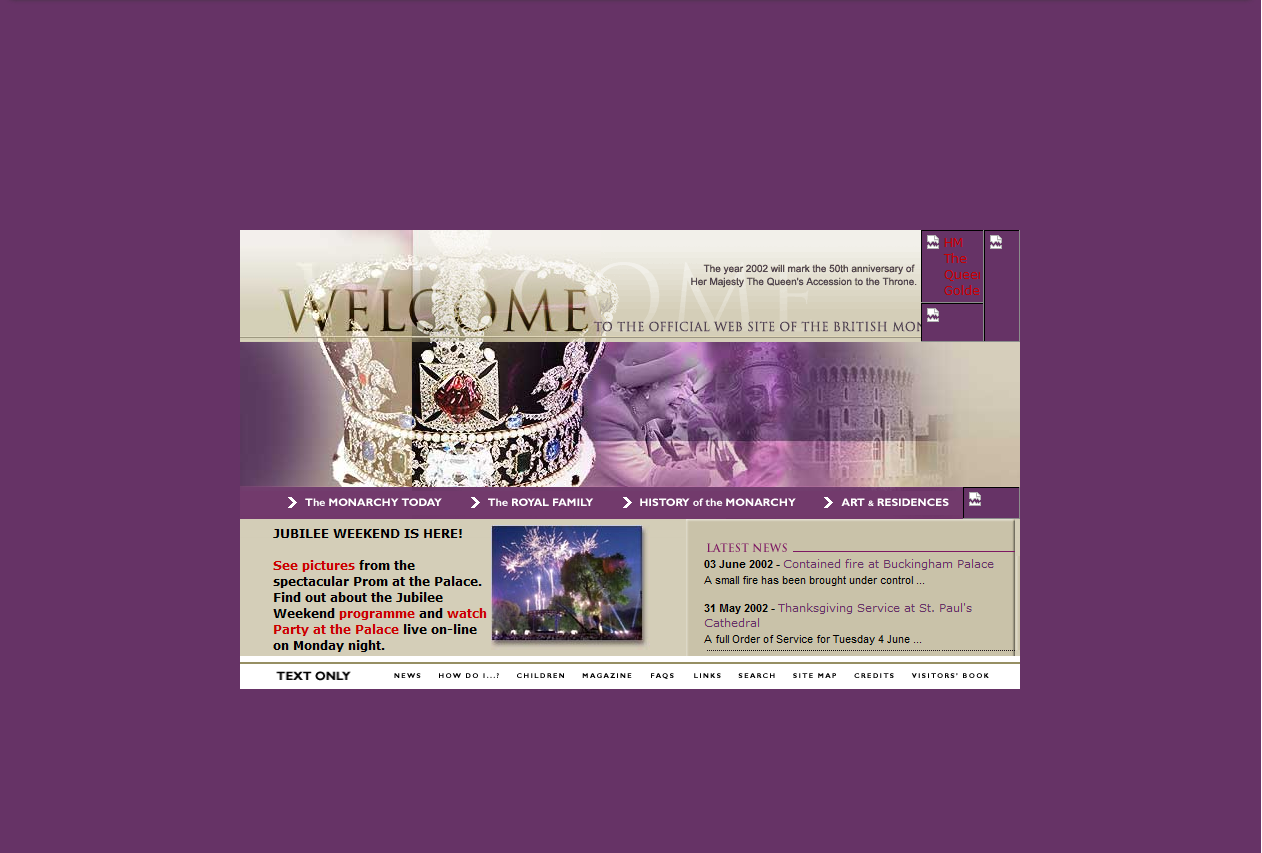 The year 2002 will mark the 50th anniversary of
Her Majesty The Queen's Accession to the Throne.
HM
The
Queen
Golde
WELCOME
WELCOME
TO THE OFFICIAL WEB SITE OF THE BRITISH MON
The MONARCHY TODAY
The ROYAL FAMILY
HISTORY of the MONARCHY
ART & RESIDENCES
JUBILEE WEEKEND IS HERE!
See pictures from the
spectacular Prom at the Palace.
Find out about the Jubilee
Weekend programme and watch
Party at the Palace live on-line
on Monday night.
LATEST NEWS
03 June 2002 - Contained fire at Buckingham Palace
A small fire has been brought under control ...
31 May 2002 - Thanksgiving Service at St. Paul's
Cathedral
A full Order of Service for Tuesday 4 June ...
TEXT ONLY
NEWS
HOW DO I...?
CHILDREN
MAGAZINE
FAQS
LINKS
SEARCH
SITE MAP
CREDITS
VISITORS' BOOK